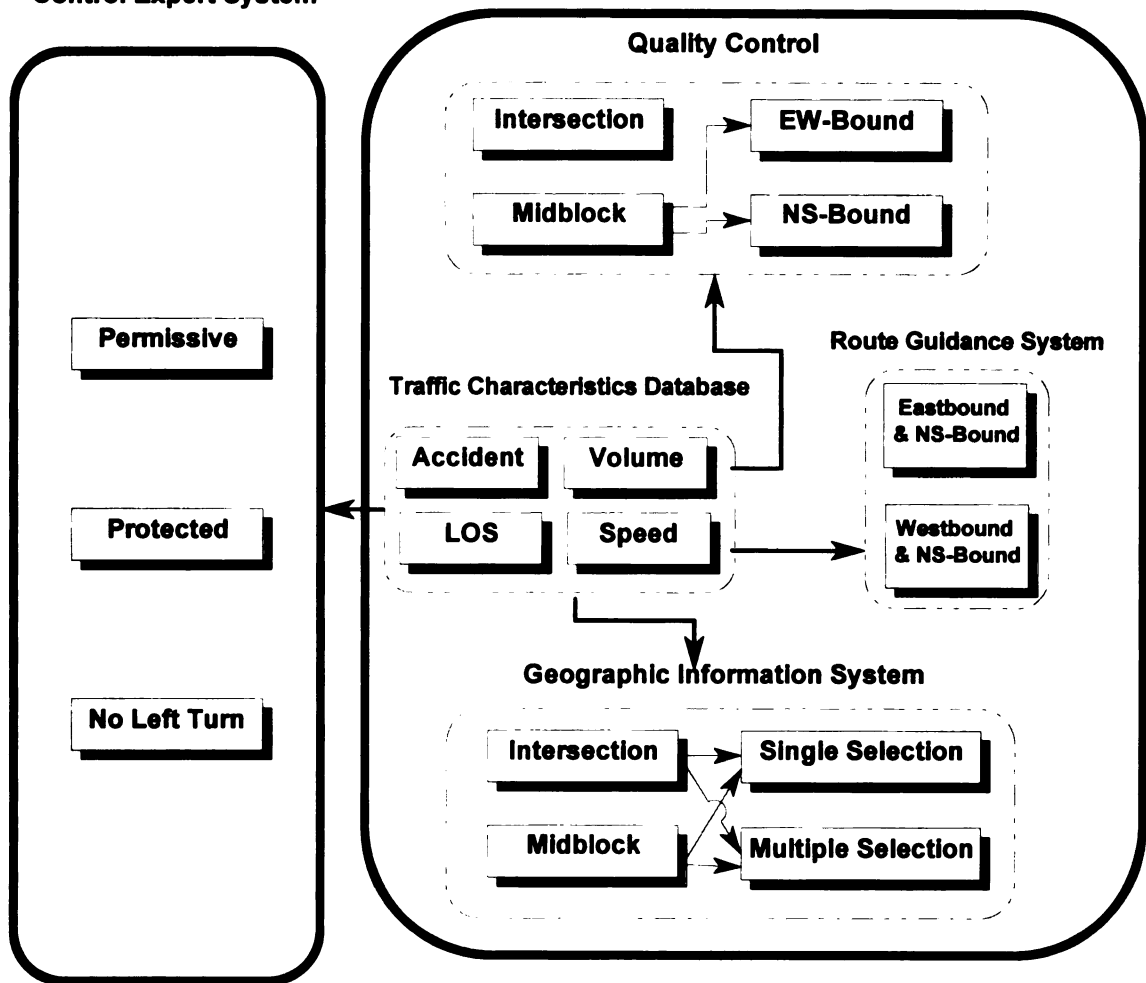 Control Expert System
Quality Control
Intersection
EW-Bound
Midblock
NS-Bound
Permissive
Route Guidance System
Traffic Characteristics Database
Eastbound
& NS-Bound
Accident
Volume
Protected
LOS
Speed
Westbound
& NS-Bound
Geographic Information System
No Left Turn
Intersection
Single Selection
Midblock
Multiple Selection